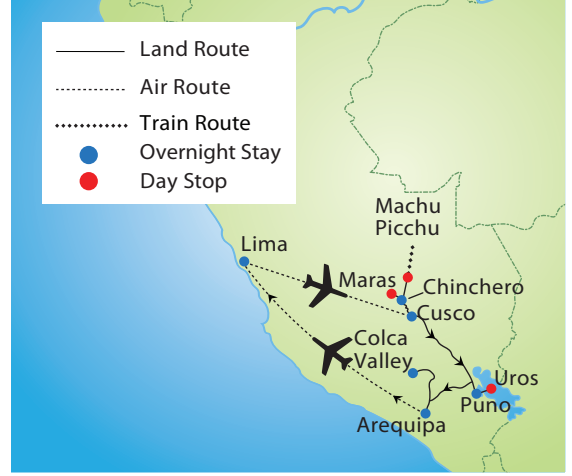 Land Route
Air Route
Train Route
Overnight Stay
Day Stop
Machu
Picchu
Lima
Maras
Chinchero
Cusco
Colca
Valley
Uros
Puno
Arequipa